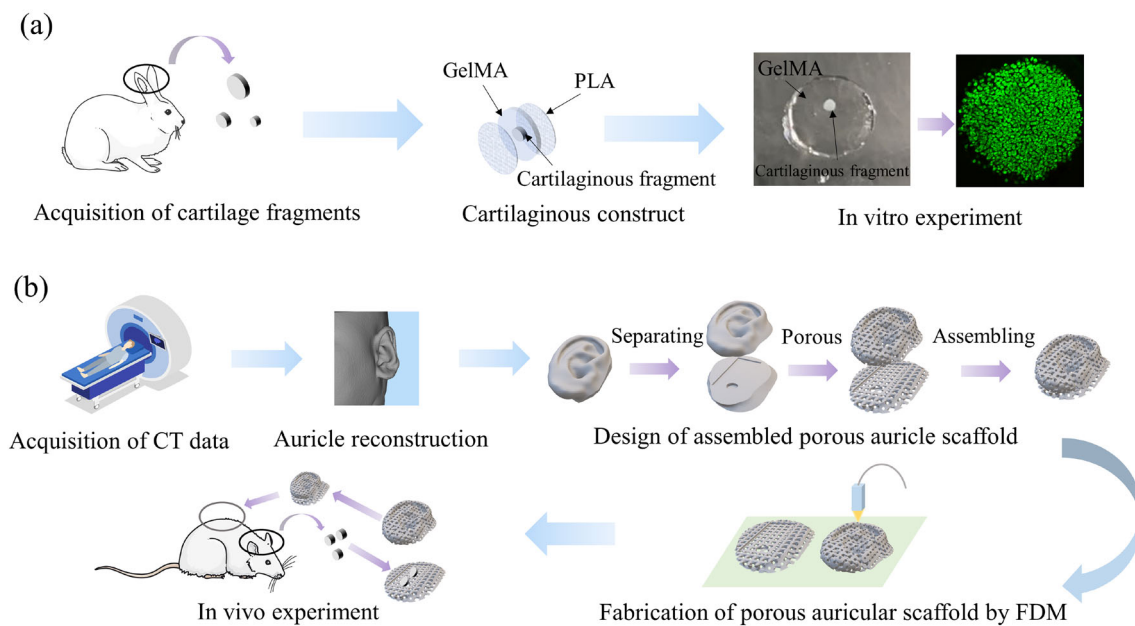 (a)
GelMA
PLA
Cartilaginous fragment
GelMA
Cartilaginous fragment
Acquisition of cartilage fragments
Cartilaginous construct
In vitro experiment
(b)
Separating
Porous
Assembling
Acquisition of CT data
Auricle reconstruction
Design of assembled porous auricle scaffold
In vivo experiment
Fabrication of porous auricular scaffold by FDM